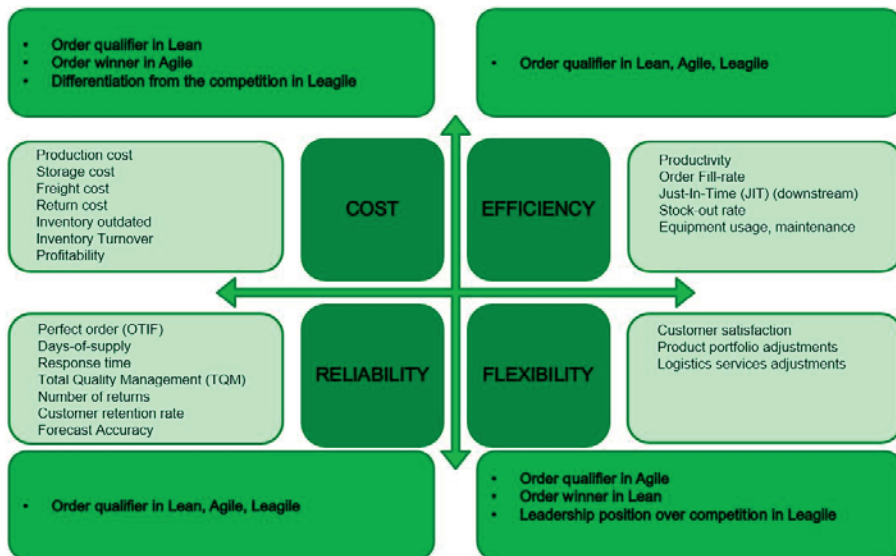 • Order qualifier in Lean
• Order winner in Agile
• Differentiation from the competition in Leagile
• Order qualifier in Lean, Agile, Leagile
Production cost
Storage cost
Freight cost
Return cost
Inventory outdated
Inventory Turnover
Profitability
COST
EFFICIENCY
Productivity
Order Fill-rate
Just-In-Time (JIT) (downstream)
Stock-out rate
Equipment usage, maintenance
Perfect order (OTIF)
Days-of-supply
Response time
Total Quality Management (TQM)
Number of returns
Customer retention rate
Forecast Accuracy
RELIABILITY
FLEXIBILITY
Customer satisfaction
Product portfolio adjustments
Logistics services adjustments
• Order qualifier in Lean, Agile, Leagile
• Order qualifier in Agile
• Order winner in Lean
• Leadership position over competition in Leagile